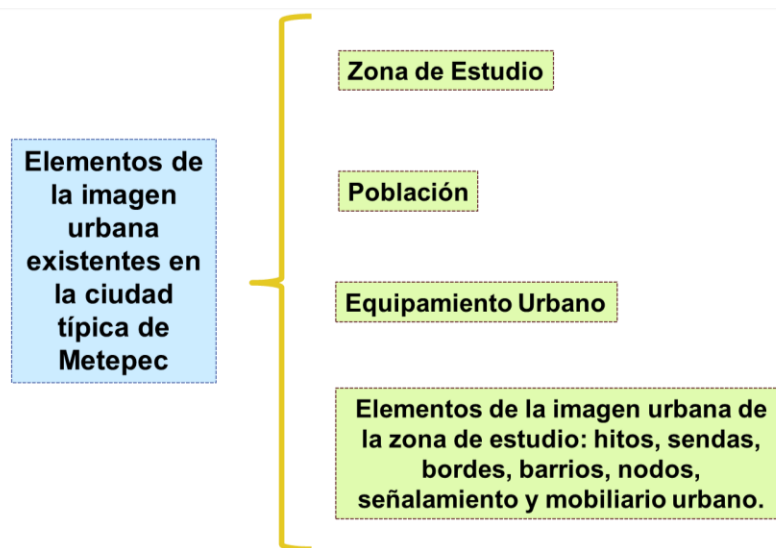 Elementos de
la imagen
urbana
existentes en
la ciudad
típica de
Metepec
Zona de Estudio
Población
Equipamiento Urbano
Elementos de la imagen urbana de
la zona de estudio: hitos, sendas,
bordes, barrios, nodos,
señalamiento y mobiliario urbano.